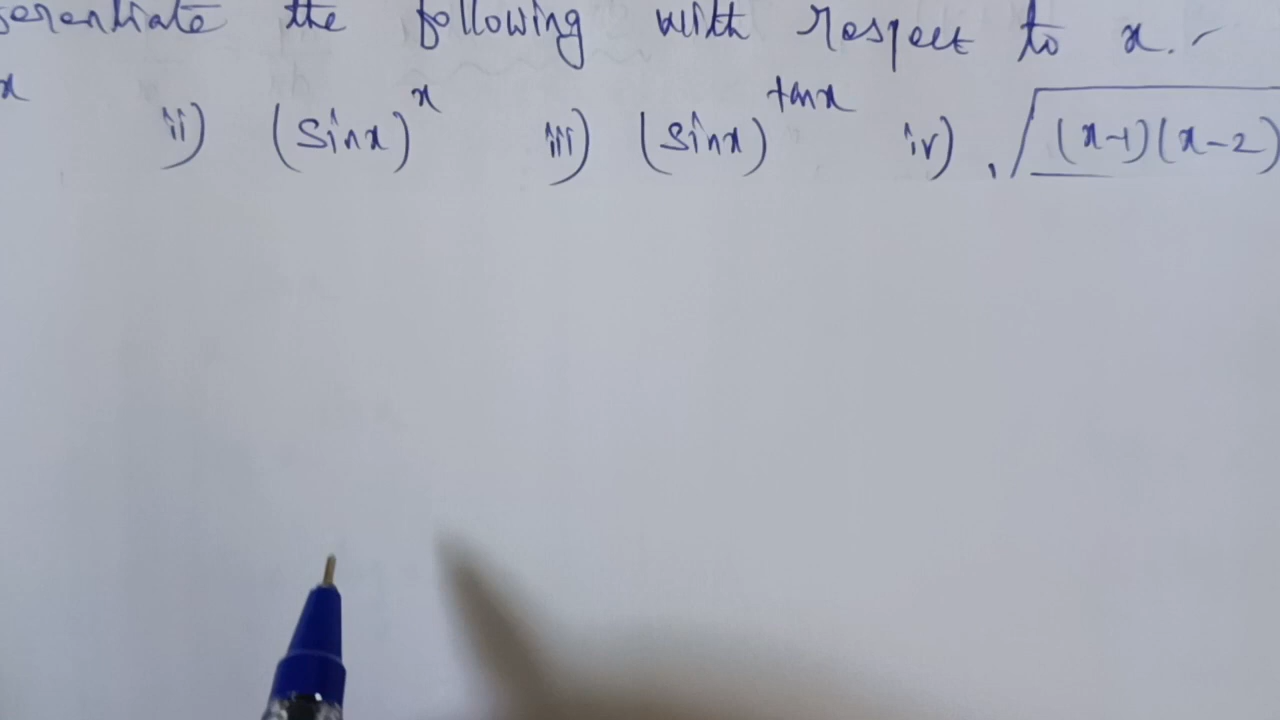 the following with respect to x.
x ii) (sinx)^x iii) (sinx)^tanx iv) √(x-1)(x-2)